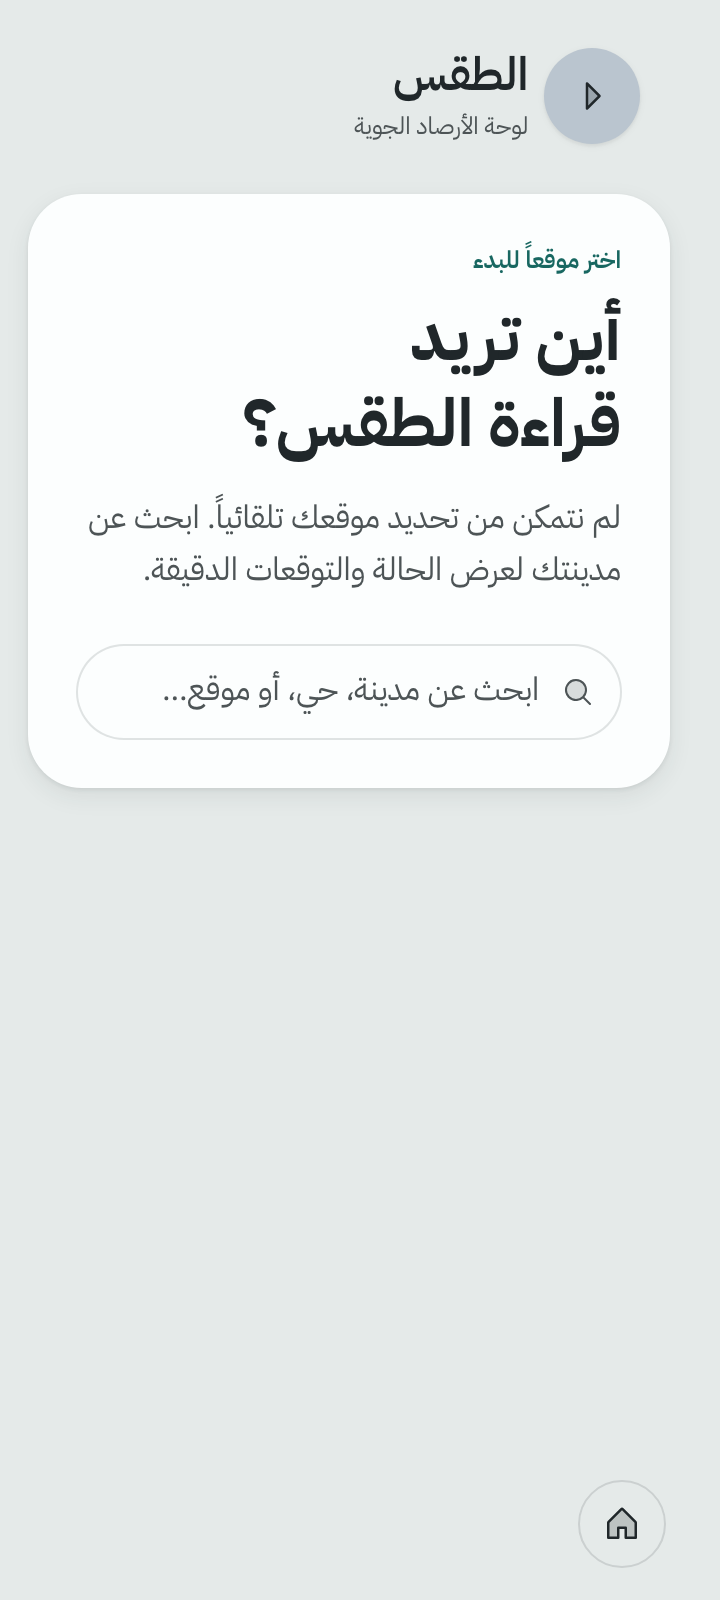 الطقس
لوحة الأرصاد الجوية
اختر موقعاً للبدء
أين تريد
قراءة الطقس؟
لم نتمكن من تحديد موقعك تلقائياً. ابحث عن
مدينتك لعرض الحالة والتوقعات الدقيقة.
ابحث عن مدينة، حي، أو موقع...